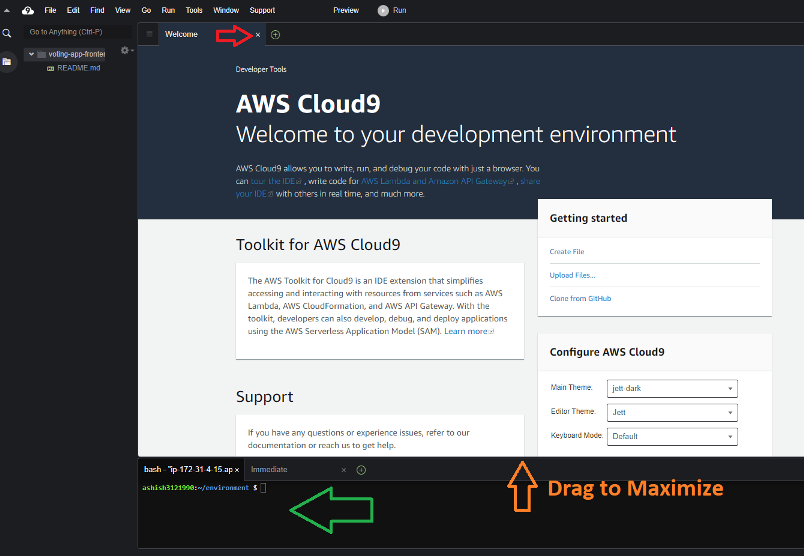 File Edit Find View Go Run Tools Window Support Preview Run
Go to Anything (Ctrl-P)
Welcome
voting-app-fronter
README.md
Developer Tools
AWS Cloud9
Welcome to your development environment
AWS Cloud9 allows you to write, run, and debug your code with just a browser. You
can tour the IDE, write code for AWS Lambda and Amazon API Gateway, share
your IDE with others in real time, and much more.
Getting started
Create File
Upload Files...
Clone from GitHub
Toolkit for AWS Cloud9
The AWS Toolkit for Cloud9 is an IDE extension that simplifies
accessing and interacting with resources from services such as AWS
Lambda, AWS CloudFormation, and AWS API Gateway. With the
toolkit, developers can also develop, debug, and deploy applications
using the AWS Serverless Application Model (SAM). Learn more
Configure AWS Cloud9
Main Theme: jett-dark
Editor Theme: Jett
Keyboard Mode: Default
Support
If you have any questions or experience issues, refer to our
documentation or reach us to get help.
bash - "ip-172-31-4-15.ap Immediate
ashish3121990:~/environment $
Drag to Maximize